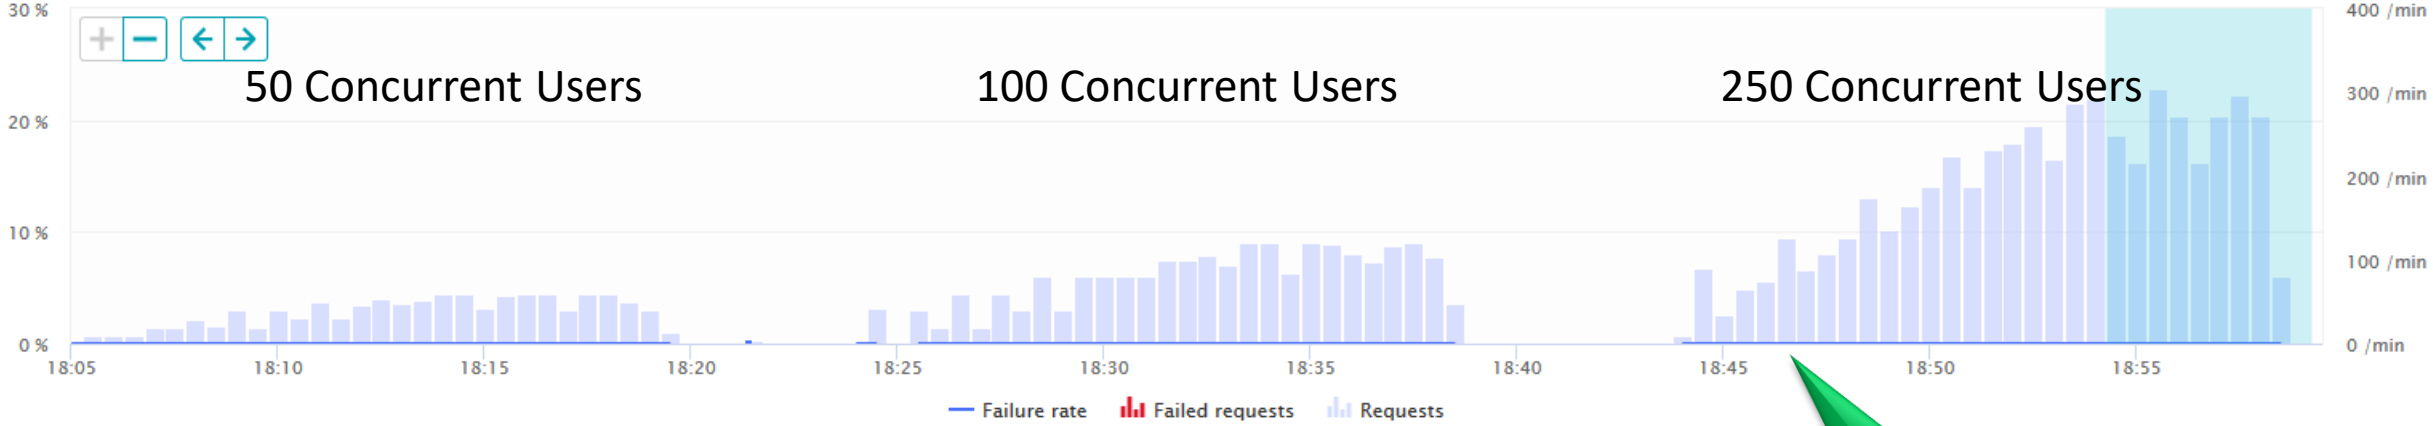 30 %
400 /min
50 Concurrent Users
100 Concurrent Users
250 Concurrent Users
300 /min
20 %
200 /min
10 %
100 /min
0 %
0 /min
18:05 18:10 18:15 18:20 18:25 18:30 18:35 18:40 18:45 18:50 18:55
Failure rate Failed requests Requests